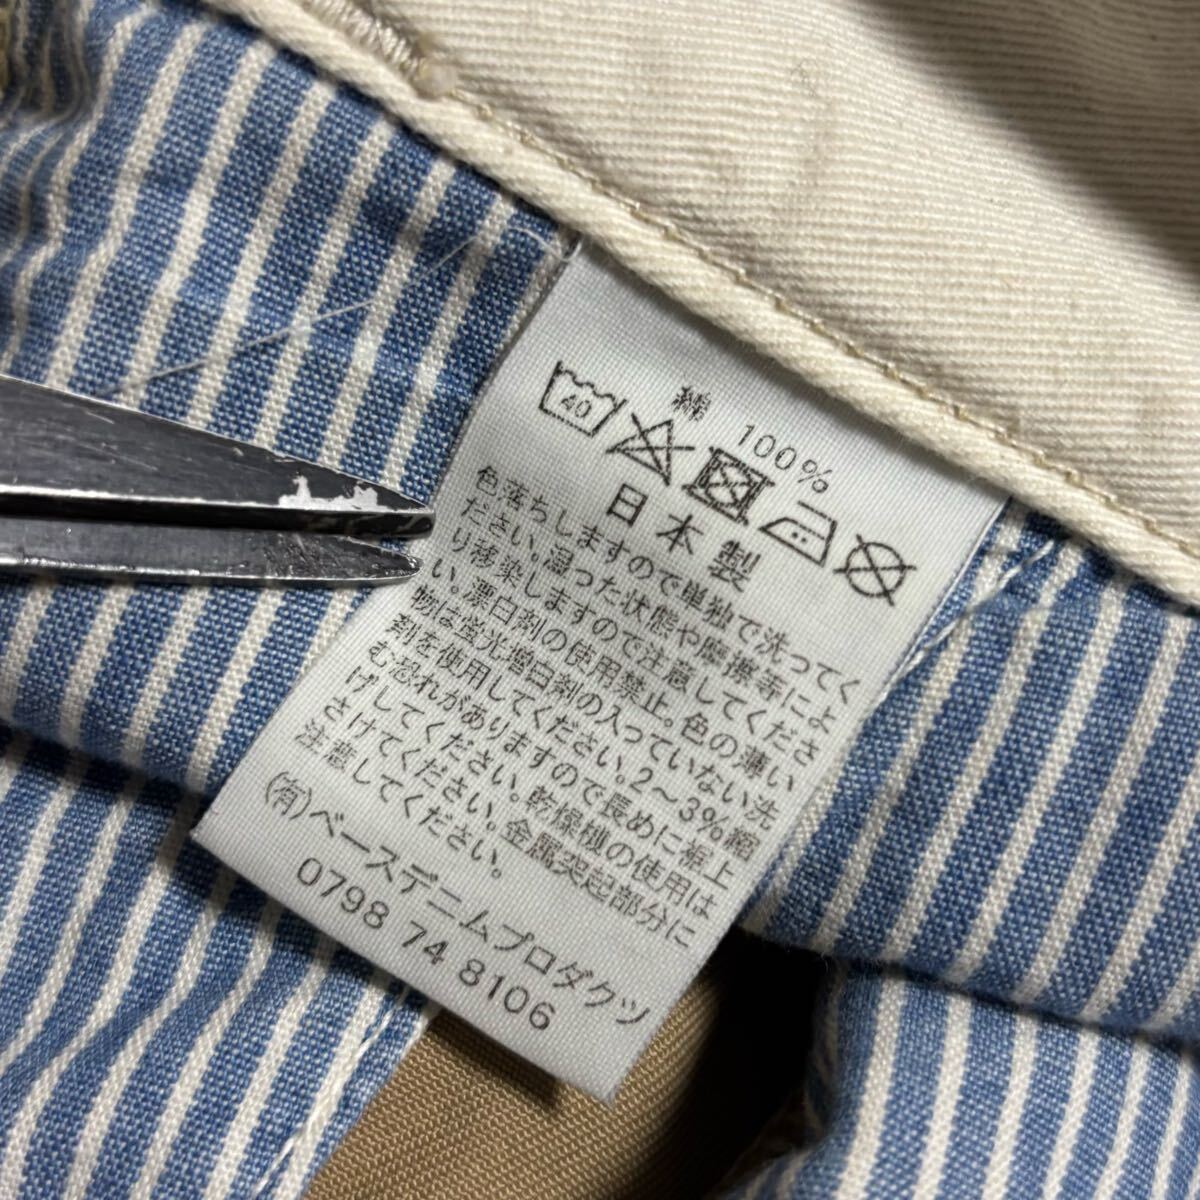 綿 100%
40
日本製
色落ちしますので単独で洗ってく
ださい。湿った状態や摩擦等によ
り移染しますので注意してくださ
い。漂白剤の使用禁止。色の薄い
物は蛍光増白剤の入っていない洗
剤を使用してください。2～3%縮
む恐れがありますので長めに裾上
げしてください。乾燥機の使用は
さけてください。金属突起部分に
注意してください。
(有)ベースデニムプロダクツ
0798 74 8106